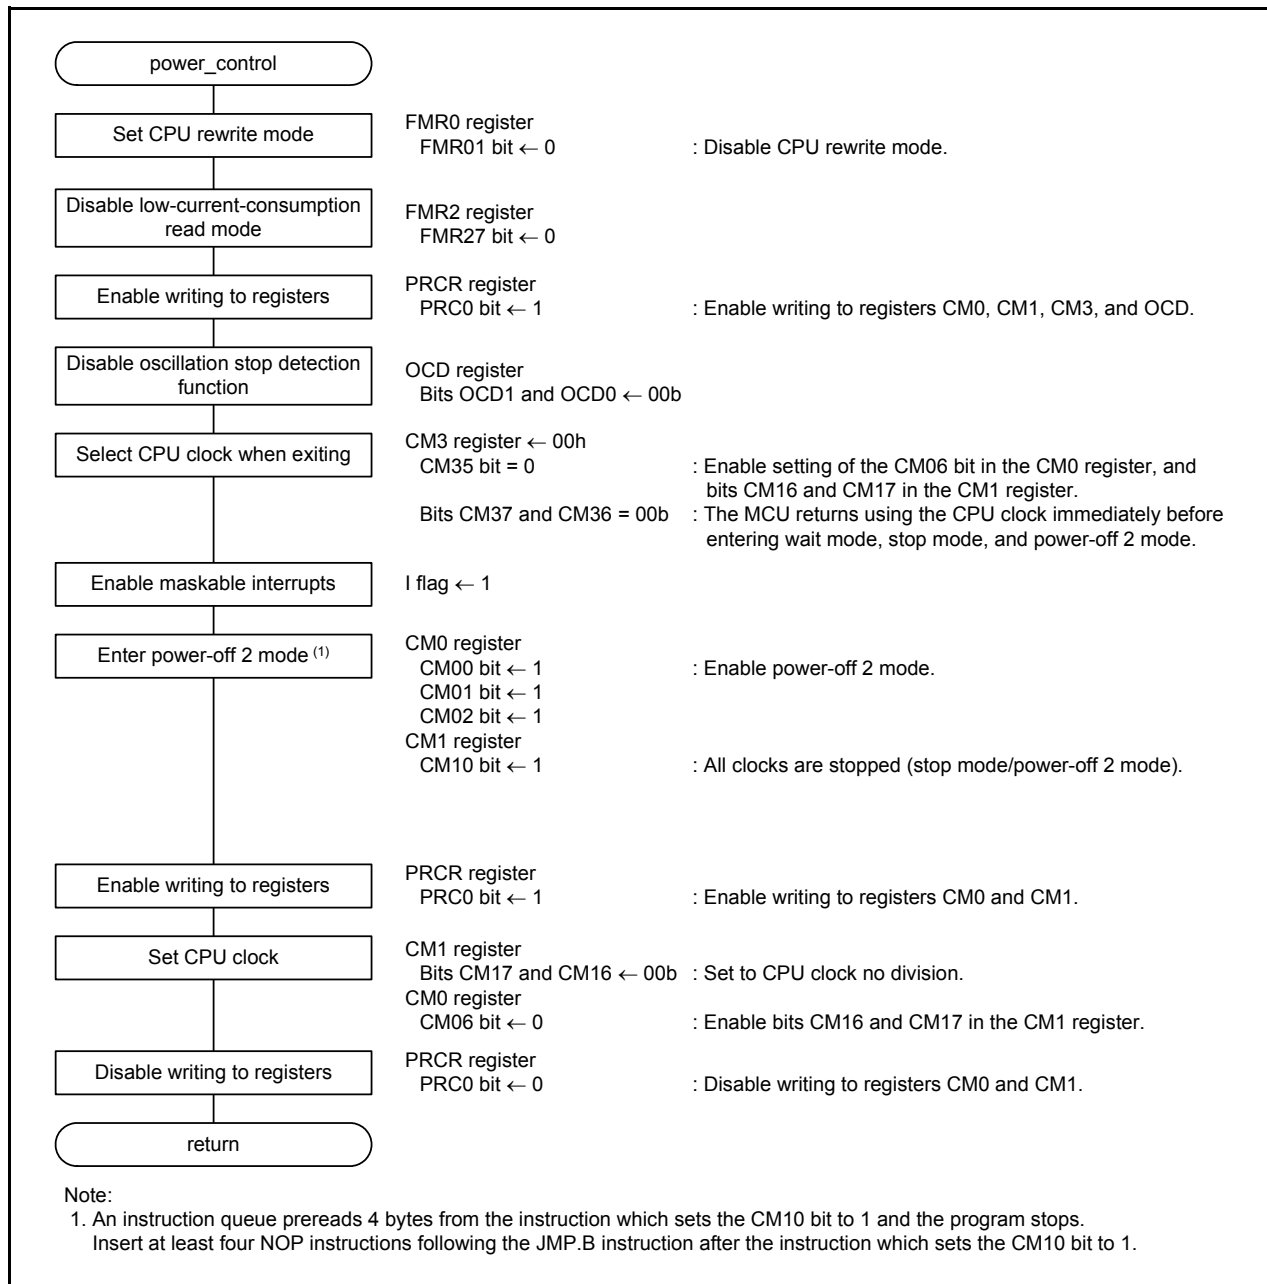 power_control
Set CPU rewrite mode
FMR0 register
FMR01 bit ← 0 : Disable CPU rewrite mode.
Disable low-current-consumption
read mode
FMR2 register
FMR27 bit ← 0
Enable writing to registers
PRCR register
PRC0 bit ← 1 : Enable writing to registers CM0, CM1, CM3, and OCD.
Disable oscillation stop detection
function
OCD register
Bits OCD1 and OCD0 ← 00b
Select CPU clock when exiting
CM3 register ← 00h
CM35 bit = 0 : Enable setting of the CM06 bit in the CM0 register, and
bits CM16 and CM17 in the CM1 register.
Bits CM37 and CM36 = 00b : The MCU returns using the CPU clock immediately before
entering wait mode, stop mode, and power-off 2 mode.
Enable maskable interrupts
I flag ← 1
Enter power-off 2 mode (1)
CM0 register
CM00 bit ← 1 : Enable power-off 2 mode.
CM01 bit ← 1
CM02 bit ← 1
CM1 register
CM10 bit ← 1 : All clocks are stopped (stop mode/power-off 2 mode).
Enable writing to registers
PRCR register
PRC0 bit ← 1 : Enable writing to registers CM0 and CM1.
Set CPU clock
CM1 register
Bits CM17 and CM16 ← 00b : Set to CPU clock no division.
CM0 register
CM06 bit ← 0 : Enable bits CM16 and CM17 in the CM1 register.
Disable writing to registers
PRCR register
PRC0 bit ← 0 : Disable writing to registers CM0 and CM1.
return
Note:
1. An instruction queue prereads 4 bytes from the instruction which sets the CM10 bit to 1 and the program stops.
Insert at least four NOP instructions following the JMP.B instruction after the instruction which sets the CM10 bit to 1.